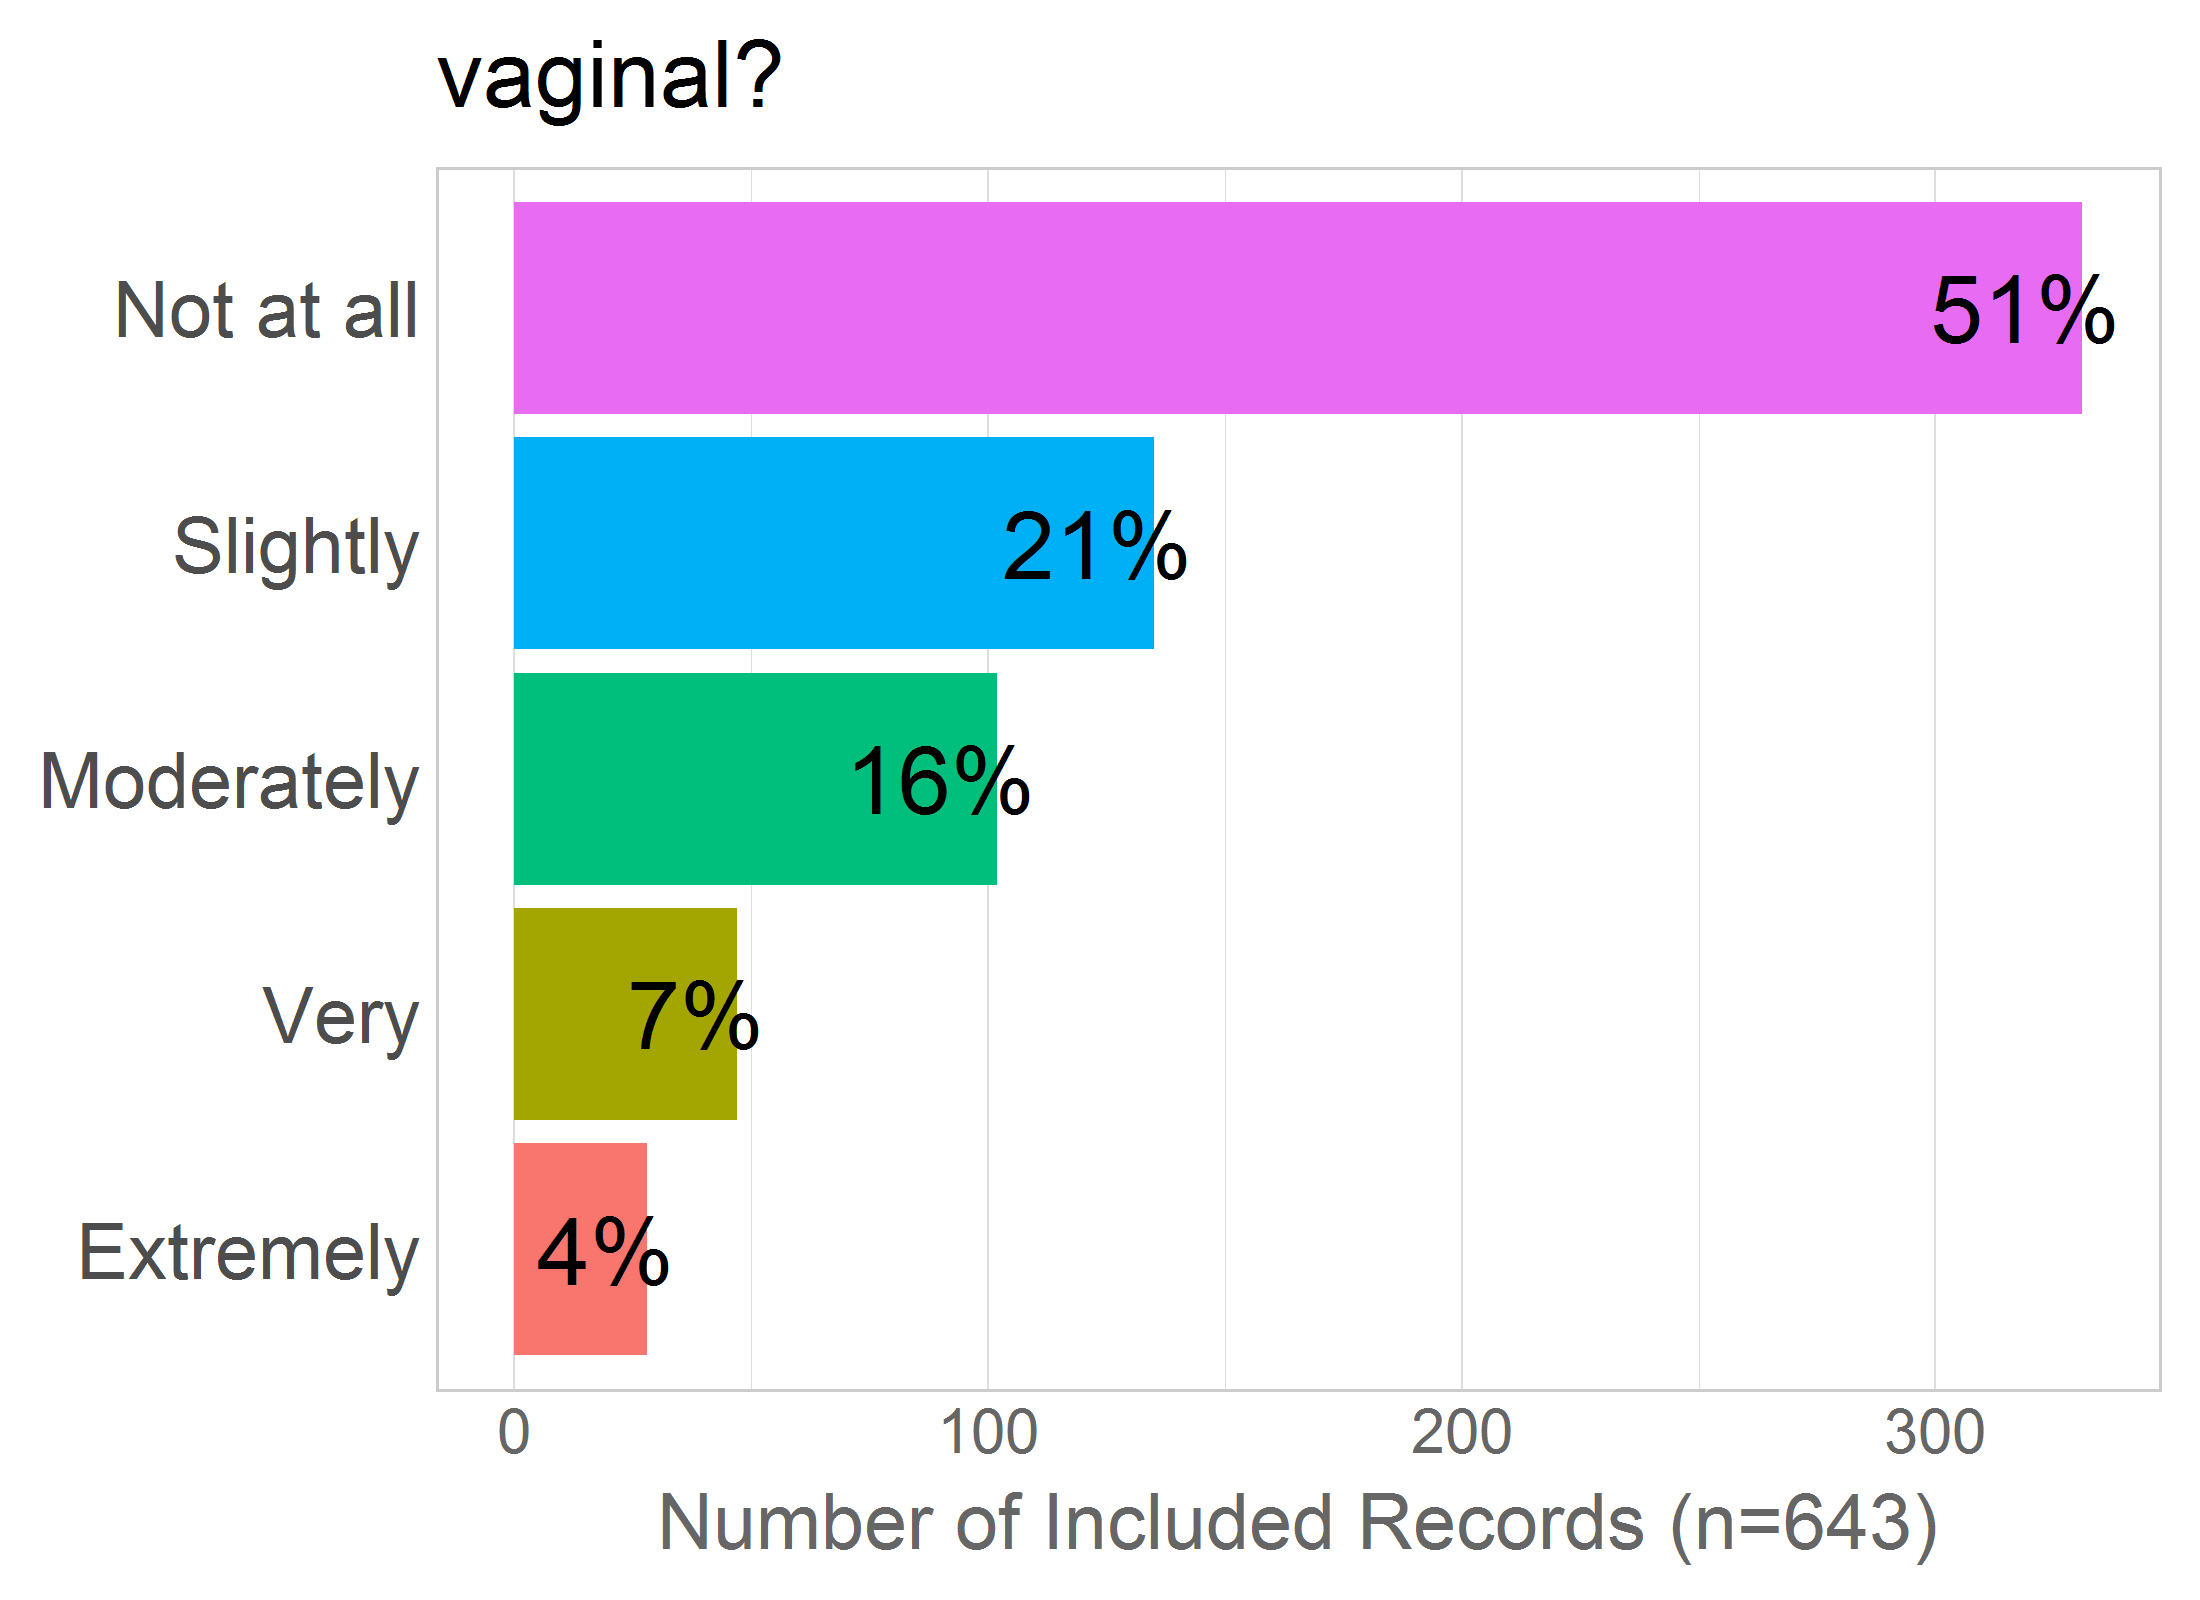 vaginal?
Not at all
51%
Slightly
21%
Moderately
16%
Very
7%
Extremely
4%
0 100 200 300
Number of Included Records (n=643)